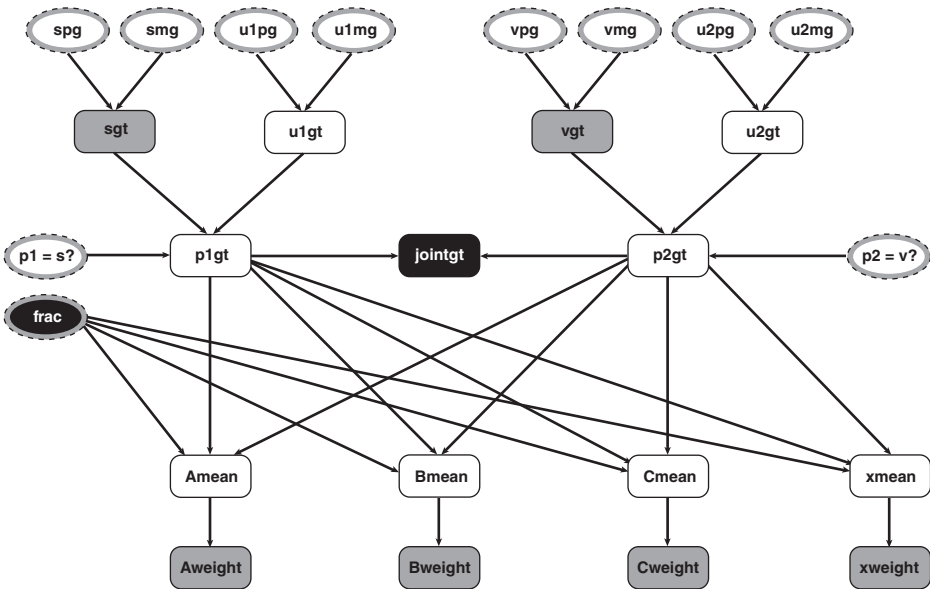 spg smg u1pg u1mg vpg vmg u2pg u2mg
sgt u1gt vgt u2gt
p1 = s? p1gt jointgt p2gt p2 = v?
frac
Amean Bmean Cmean xmean
Aweight Bweight Cweight xweight